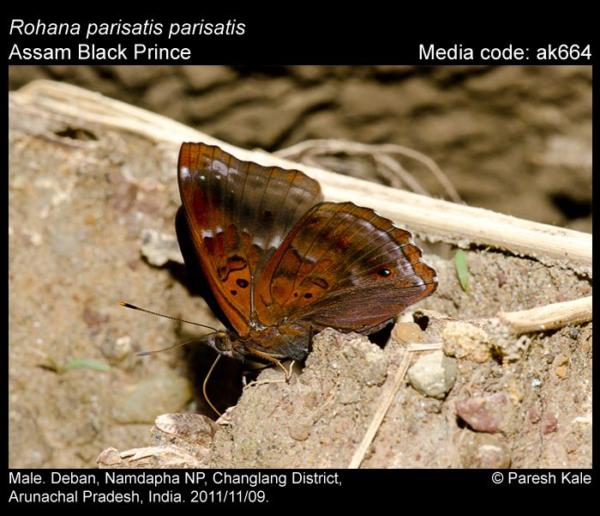 Rohana parisatis parisatis
Assam Black Prince
Media code: ak664
Male. Deban, Namdapha NP, Changlang District,
Arunachal Pradesh, India. 2011/11/09.
© Paresh Kale